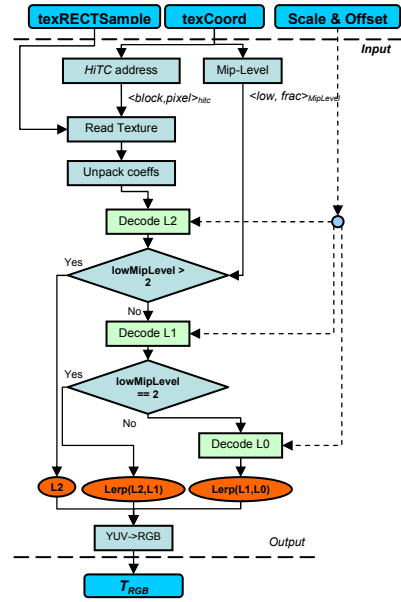 texRECTSample
texCoord
Scale & Offset
Input
HiTC address
Mip-Level
<block,pixel>hitc
<low, frac>MipLevel
Read Texture
Unpack coeffs
Decode L2
Yes
lowMipLevel >
2
No
Decode L1
Yes
lowMipLevel
== 2
No
Decode L0
L2
Lerp(L2,L1)
Lerp(L1,L0)
YUV->RGB
Output
TRGB